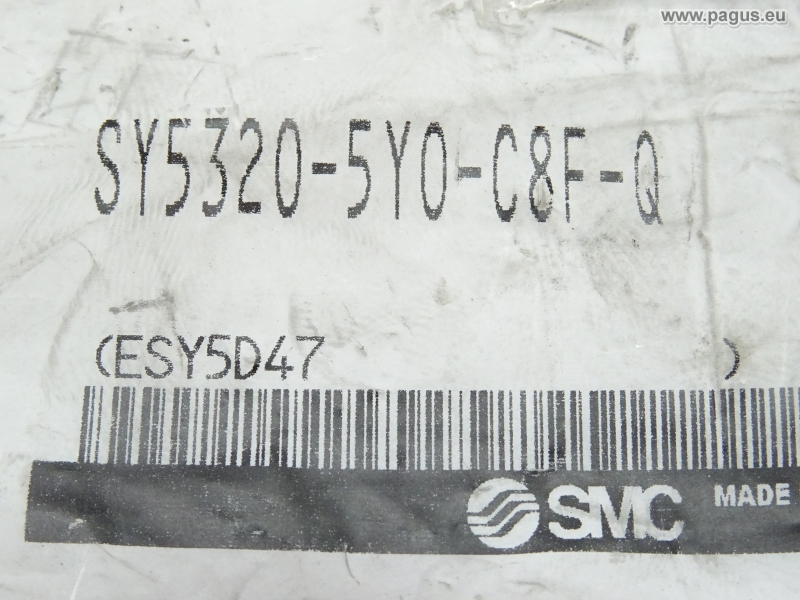 www.pagus.eu
SY5320-5YO-C8F-Q
(ESY5D47 )
SMC MADE